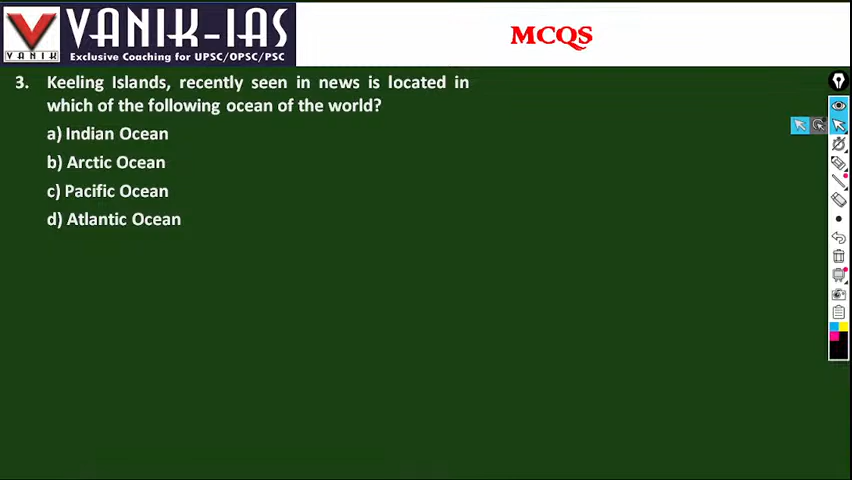 VANIK-IAS
VANIK
Exclusive Coaching for UPSC/OPSC/PSC
MCQS
3. Keeling Islands, recently seen in news is located in
which of the following ocean of the world?
a) Indian Ocean
b) Arctic Ocean
c) Pacific Ocean
d) Atlantic Ocean